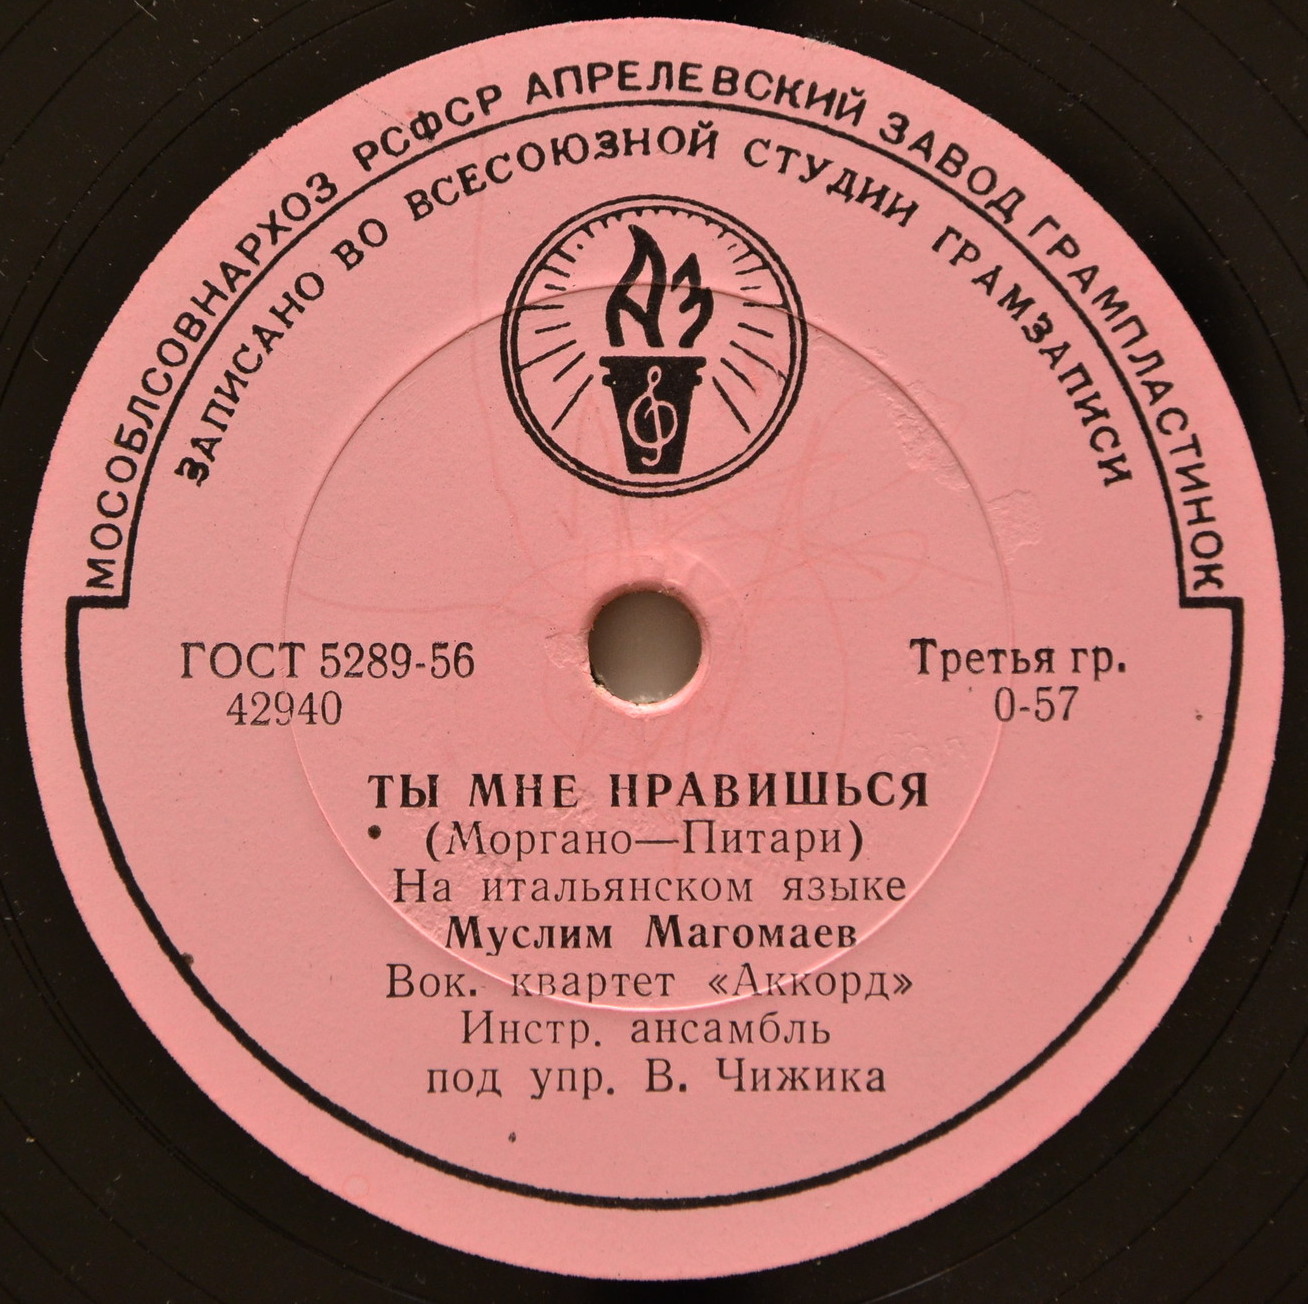 МОСОБЛСОВНАРХОЗ РСФСР АПРЕЛЕВСКИЙ ЗАВОД ГРАМПЛАСТИНОК
ЗАПИСАНО ВО ВСЕСОЮЗНОЙ СТУДИИ ГРАМЗАПИСИ
АЗ
ГОСТ 5289-56
42940
Третья гр.
0-57
ТЫ МНЕ НРАВИШЬСЯ
(Моргано—Питари)
На итальянском языке
Муслим Магомаев
Вок. квартет «Аккорд»
Инстр. ансамбль
под упр. В. Чижика